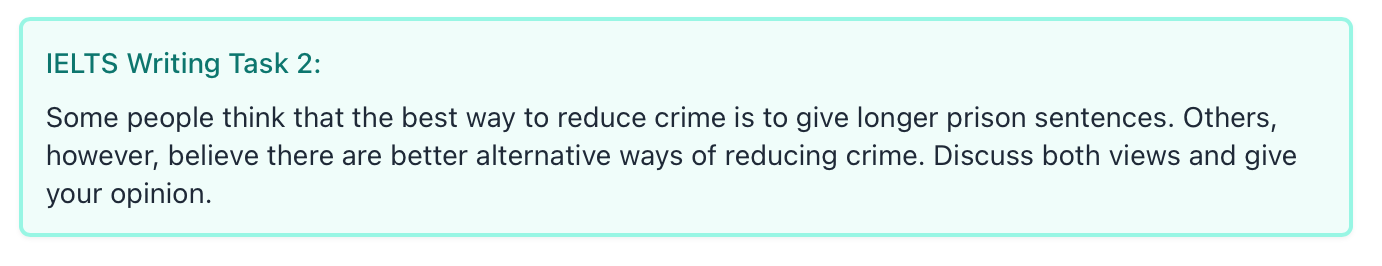 IELTS Writing Task 2:
Some people think that the best way to reduce crime is to give longer prison sentences. Others,
however, believe there are better alternative ways of reducing crime. Discuss both views and give
your opinion.